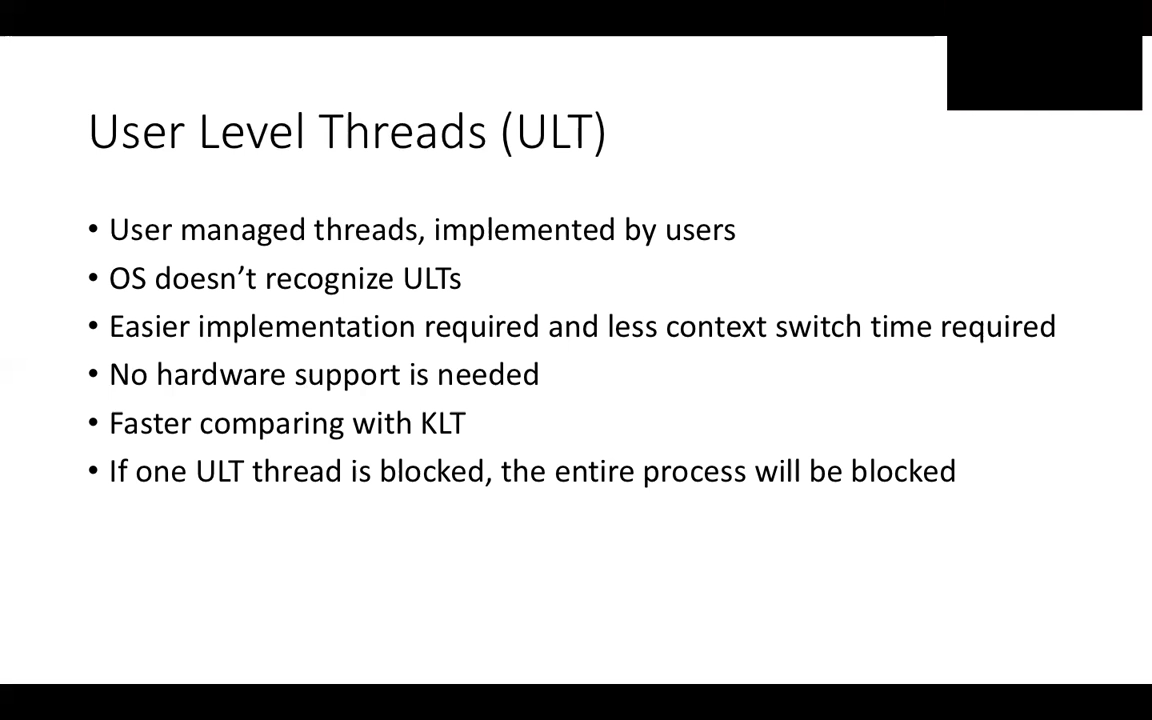 User Level Threads (ULT)
• User managed threads, implemented by users
• OS doesn’t recognize ULTs
• Easier implementation required and less context switch time required
• No hardware support is needed
• Faster comparing with KLT
• If one ULT thread is blocked, the entire process will be blocked